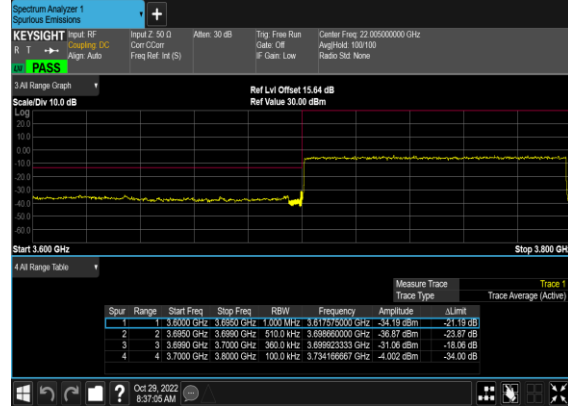 Spectrum Analyzer 1
Spurious Emissions
+
KEYSIGHT Input: RF Input Z: 50 Ω Atten: 30 dB Trig: Free Run Center Freq: 22.005000000 GHz
R T Coupling: DC Corr CCorr Gate: Off Avg|Hold: 100/100
Align: Auto Freq Ref: Int (S) IF Gain: Low Radio Std: None
PASS
3 All Range Graph
Ref Lvl Offset 15.64 dB
Scale/Div 10.0 dB Ref Value 30.00 dBm
Log
20.0
10.0
0.00
-10.0
-20.0
-30.0
-40.0
-50.0
-60.0
Start 3.600 GHz Stop 3.800 GH
4 All Range Table
Measure Trace Trace 1
Trace Type Trace Average (Active)
Spur Range Start Freq Stop Freq RBW Frequency Amplitude ΔLimit
1 1 3.6000 GHz 3.6950 GHz 1.000 MHz 3.617575000 GHz -34.19 dBm -21.19 dB
2 2 3.6950 GHz 3.6990 GHz 510.0 kHz 3.698660000 GHz -36.87 dBm -23.87 dB
3 3 3.6990 GHz 3.7000 GHz 360.0 kHz 3.699923333 GHz -31.06 dBm -18.06 dB
4 4 3.7000 GHz 3.8000 GHz 100.0 kHz 3.734166667 GHz -4.002 dBm -34.00 dB
? Oct 29, 2022
8:37:05 AM